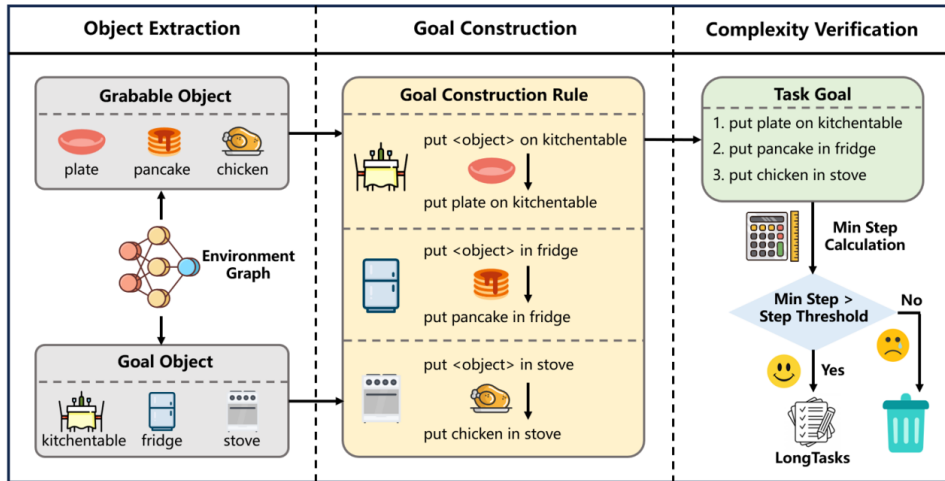 Object Extraction
Goal Construction
Complexity Verification
Grabable Object
plate
pancake
chicken
Environment
Graph
Goal Object
kitchentable
fridge
stove
Goal Construction Rule
put <object> on kitchentable
put plate on kitchentable
put <object> in fridge
put pancake in fridge
put <object> in stove
put chicken in stove
Task Goal
1. put plate on kitchentable
2. put pancake in fridge
3. put chicken in stove
Min Step
Calculation
Min Step >
Step Threshold
No
Yes
LongTasks